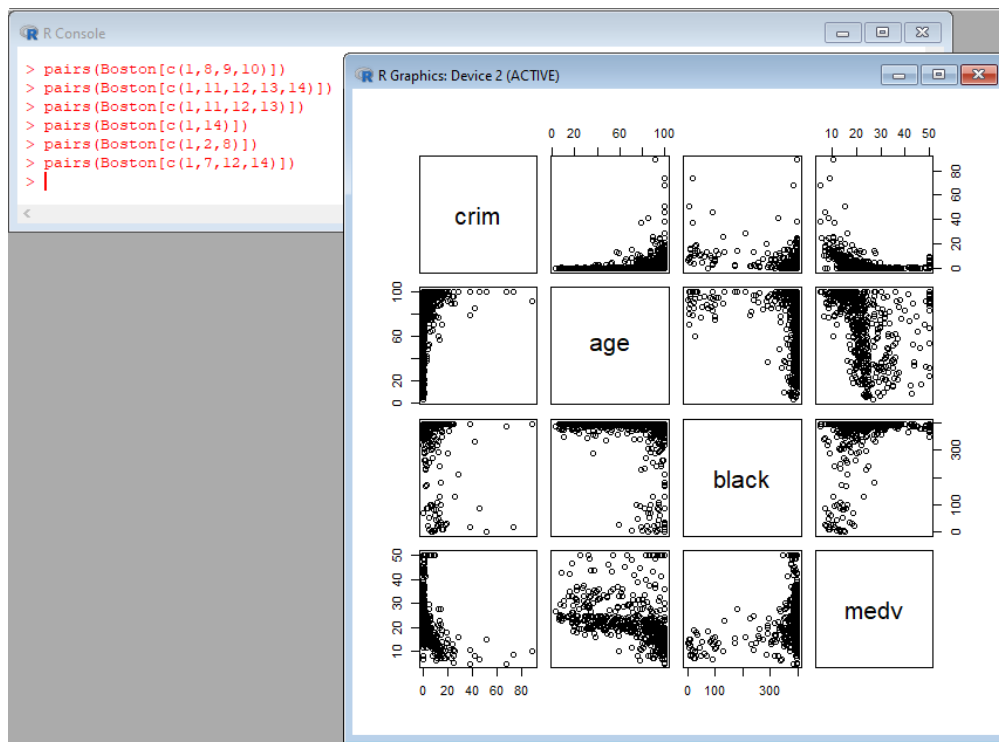 R Console
> pairs(Boston[c(1,8,9,10)])
> pairs(Boston[c(1,11,12,13,14)])
> pairs(Boston[c(1,11,12,13)])
> pairs(Boston[c(1,14)])
> pairs(Boston[c(1,2,8)])
> pairs(Boston[c(1,7,12,14)])
>
R Graphics: Device 2 (ACTIVE)
0 20 60 100
10 20 30 40 50
crim
0 20 40 60 80
0 20 60 100
age
black
0 100 300
10 20 30 40 50
medv
0 20 40 60 80
0 100 300